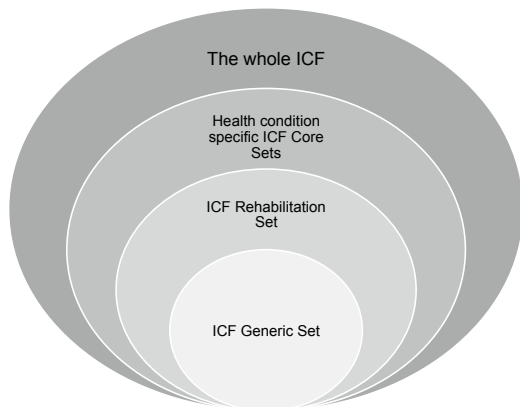 The whole ICF
Health condition
specific ICF Core
Sets
ICF Rehabilitation
Set
ICF Generic Set